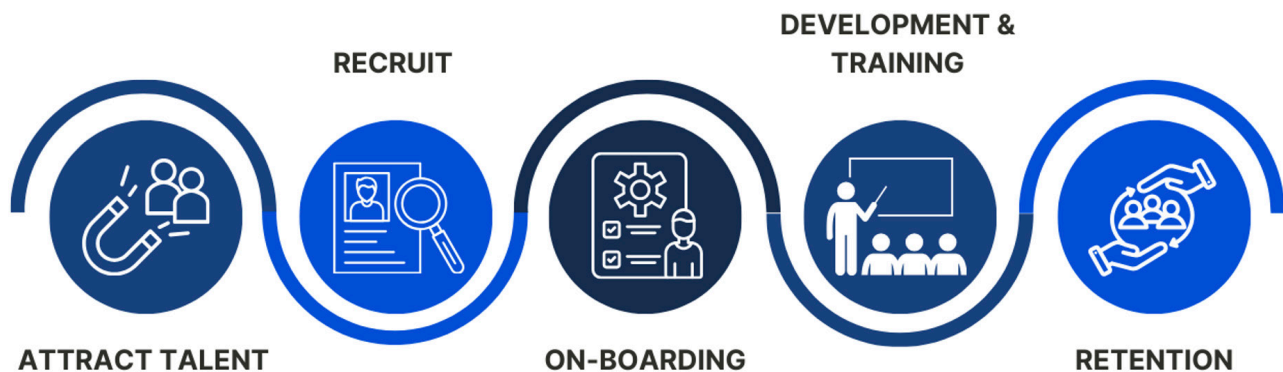 ATTRACT TALENT
RECRUIT
ON-BOARDING
DEVELOPMENT &
TRAINING
RETENTION